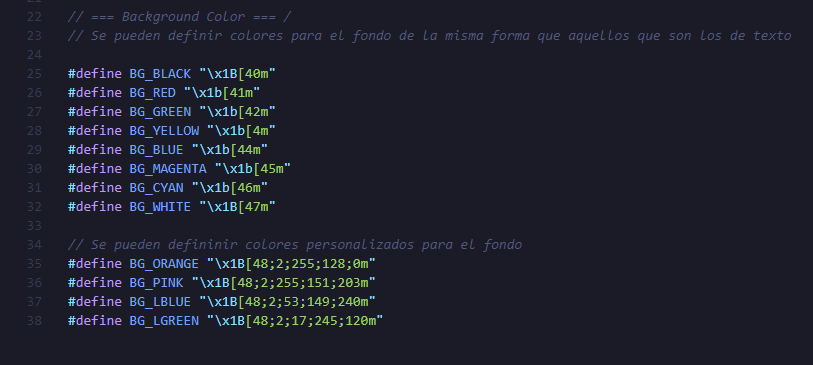 22 // === Background Color === /
23 // Se pueden definir colores para el fondo de la misma forma que aquellos que son los de texto
24
25 #define BG_BLACK "\x1B[40m"
26 #define BG_RED "\x1b[41m"
27 #define BG_GREEN "\x1b[42m"
28 #define BG_YELLOW "\x1b[4m"
29 #define BG_BLUE "\x1b[44m"
30 #define BG_MAGENTA "\x1b[45m"
31 #define BG_CYAN "\x1b[46m"
32 #define BG_WHITE "\x1B[47m"
33
34 // Se pueden defininir colores personalizados para el fondo
35 #define BG_ORANGE "\x1B[48;2;255;128;0m"
36 #define BG_PINK "\x1B[48;2;255;151;203m"
37 #define BG_LBLUE "\x1B[48;2;53;149;240m"
38 #define BG_LGREEN "\x1B[48;2;17;245;120m"